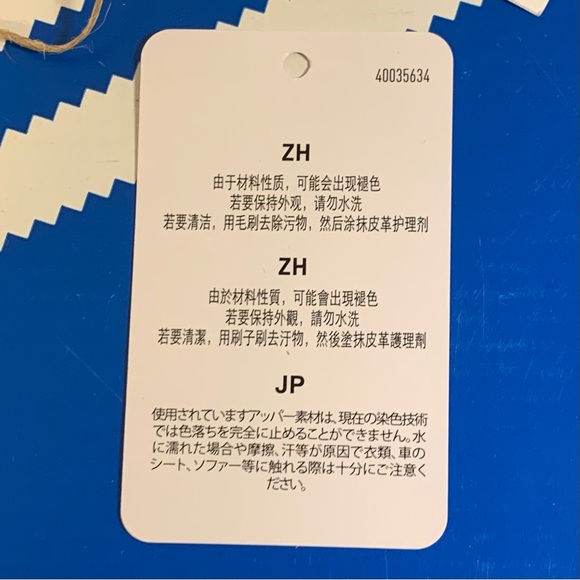 40035634
ZH
由于材料性质，可能会出现褪色
若要保持外观，请勿水洗
若要清洁，用毛刷去除污物，然后涂抹皮革护理剂
ZH
由於材料性質，可能會出現褪色
若要保持外觀，請勿水洗
若要清潔，用刷子刷去汙物，然後塗抹皮革護理劑
JP
使用されていますアッパー素材は、現在の染色技術
では色落ちを完全に止めることができません。水
に濡れた場合や摩擦、汗等が原因で衣類、車の
シート、ソファー等に触れる際は十分にご注意く
ださい。